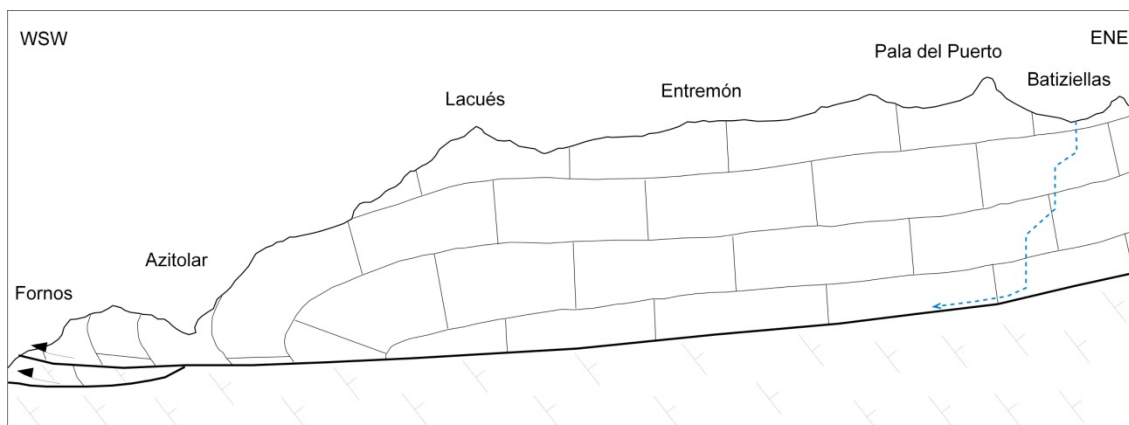 WSW
ENE
Pala del Puerto
Batiziellas
Lacués
Entremón
Azitolar
Fornos